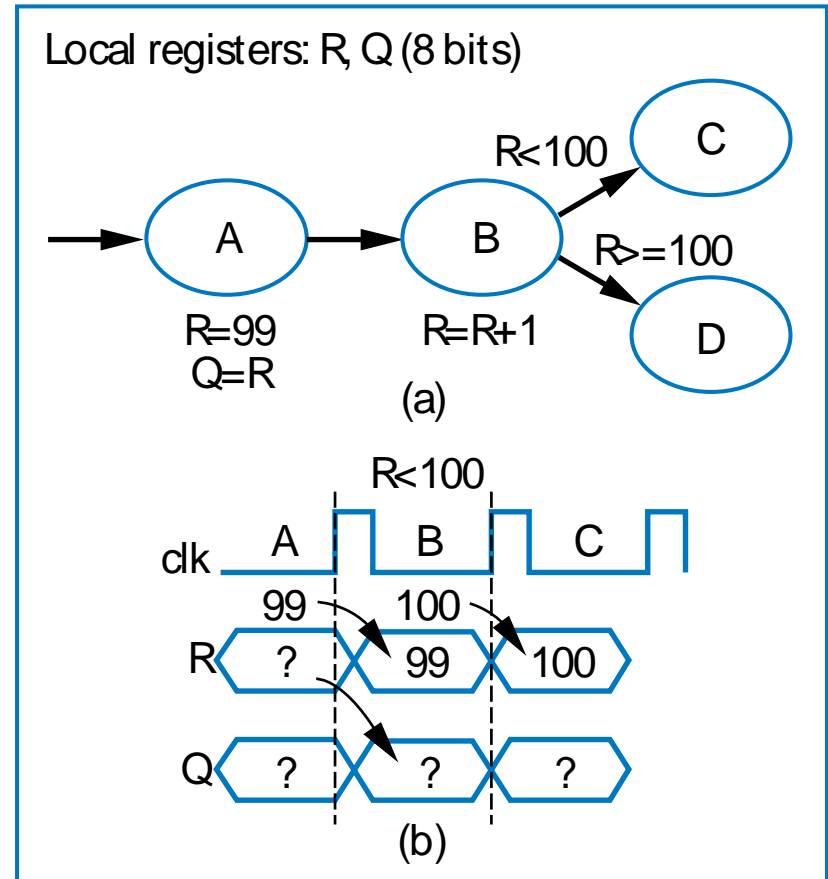 Local registers: R, Q (8 bits)
R<100
C
A
B
R>=100
D
R=99
R=R+1
Q=R
(a)
R<100
clk
A
B
C
99
100
R
?
99
100
Q
?
?
?
(b)